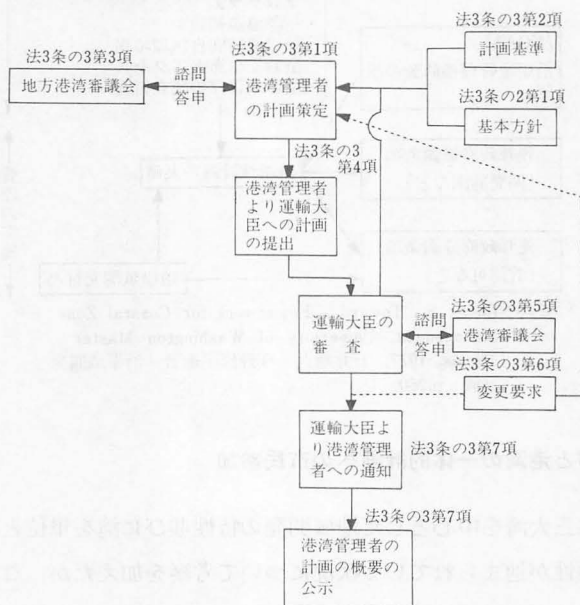 法3条の3第2項
計画基準
法3条の3第3項
法3条の3第1項
地方港湾審議会
諮問
答申
港湾管理者
の計画策定
法3条の2第1項
基本方針
法3条の3
第4項
港湾管理者
より運輸大
臣への計画
の提出
運輸大臣の
審査
諮問
答申
法3条の3第5項
港湾審議会
法3条の3第6項
変更要求
運輸大臣よ
り港湾管理
者への通知
法3条の3第7項
法3条の3第7項
港湾管理者の
計画の概要の
公示